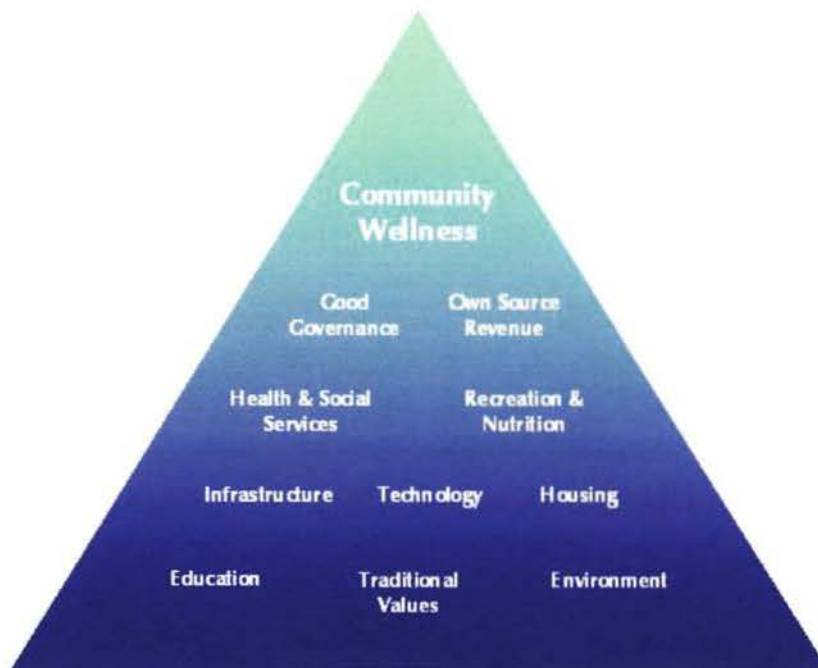 Community
Wellness
Good Own Source
Governance Revenue
Health & Social Recreation &
Services Nutrition
Infrastructure Technology Housing
Education Traditional Environment
Values